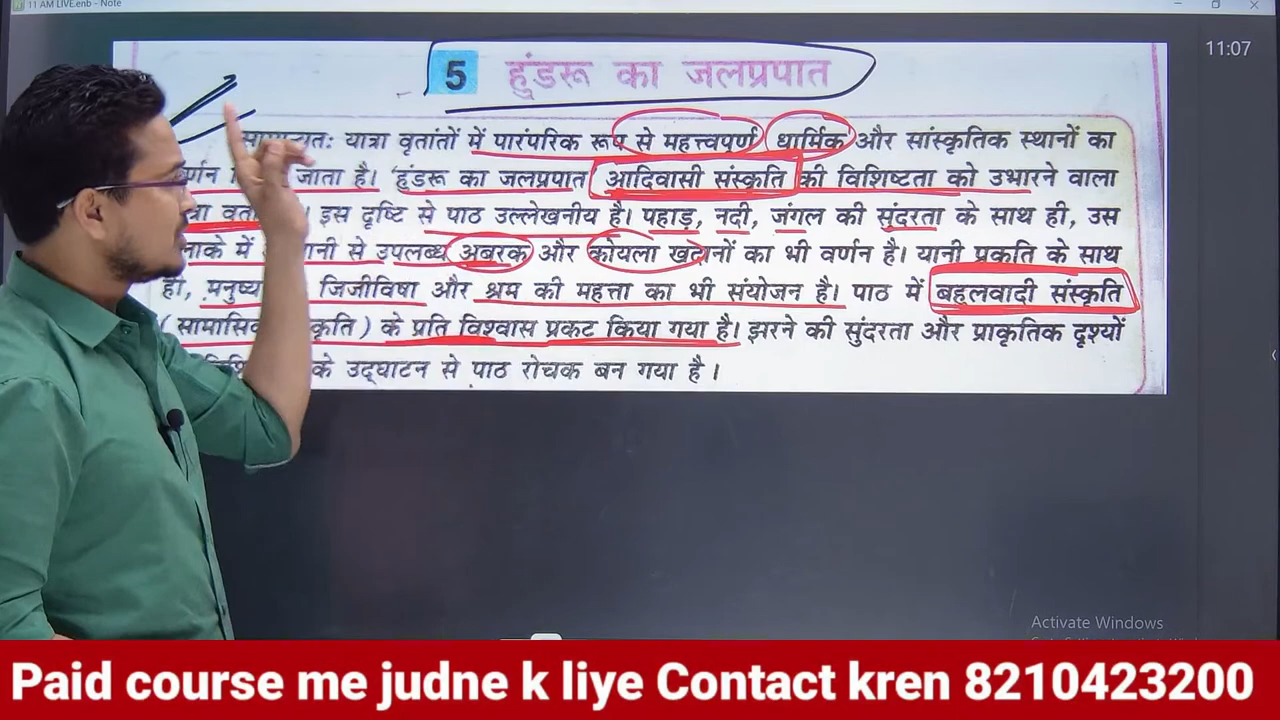 11 AM LIVE.enb - Note
11:07
5 हुंडरू का जलप्रपात
यात्रा वृतांतों में पारंपरिक रूप से महत्त्वपूर्ण धार्मिक और सांस्कृतिक स्थानों का
जाता है। 'हुंडरू का जलप्रपात' आदिवासी संस्कृति की विशिष्टता को उभारने वाला
इस दृष्टि से पाठ उल्लेखनीय है। पहाड़, नदी, जंगल की सुंदरता के साथ ही, उस
में से उपलब्ध अबरक और कोयला खदानों का भी वर्णन है। यानी प्रकृति के साथ
ही, मनुष्य जिजीविषा और श्रम की महत्ता का भी संयोजन है। पाठ में बहुलवादी संस्कृति
के प्रति विश्वास प्रकट किया गया है। झरने की सुंदरता और प्राकृतिक दृश्यों
के उद्घाटन से पाठ रोचक बन गया है।
Activate Windows
Paid course me judne k liye Contact kren 8210423200